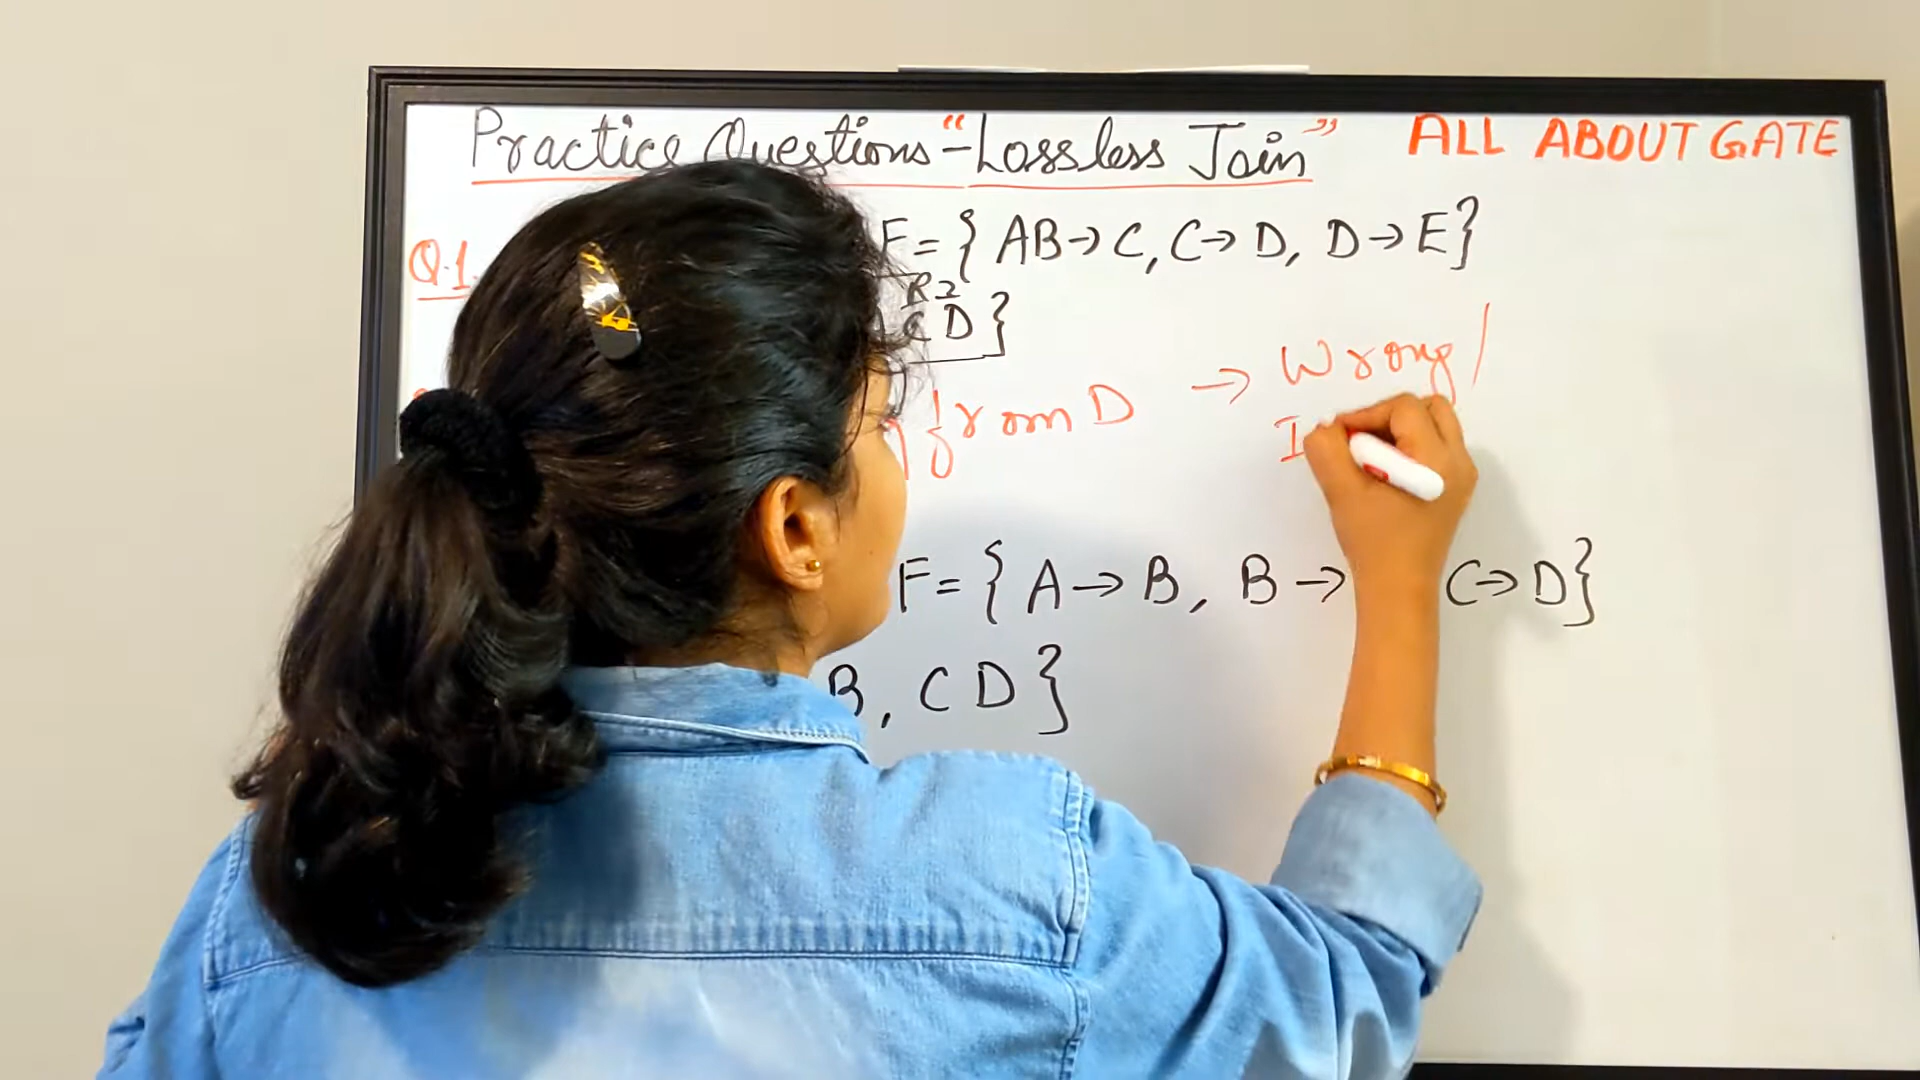 Practice Questions - "Lossless Join" ALL ABOUT GATE
Q.1. F = { AB → C, C → D, D → E }
R2
C D }
from D → Wrong /
I
F = { A → B, B → C → D }
B, C D }